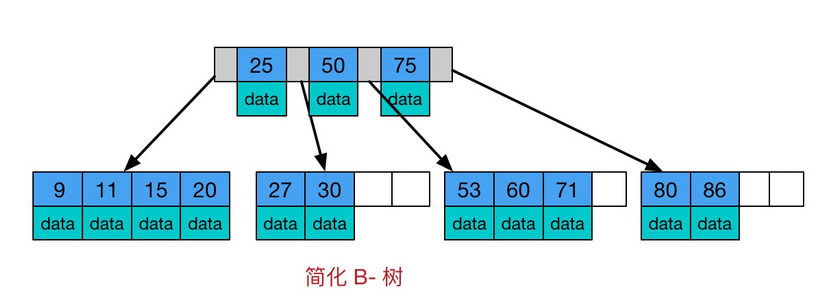 25 50 75
data data data
9 11 15 20 27 30 53 60 71 80 86
data data data data data data data data data data data
简化 B- 树